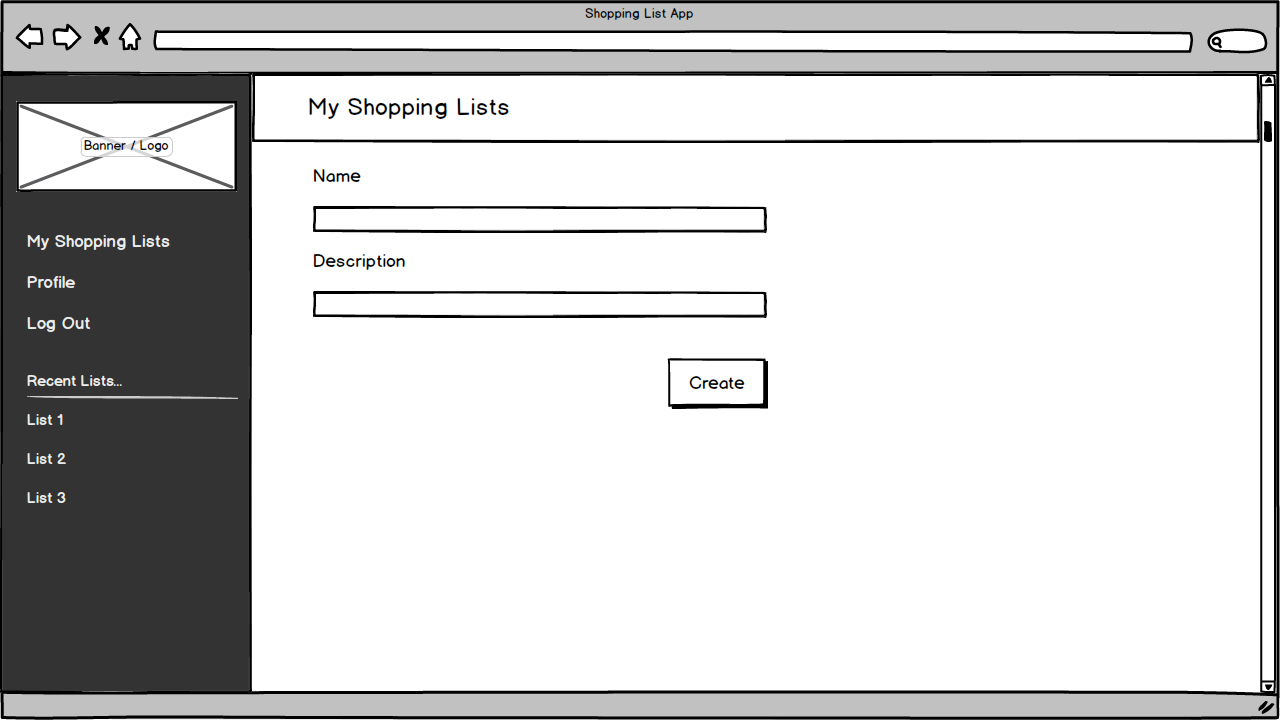 Shopping List App
Banner / Logo
My Shopping Lists
Profile
Log Out
Recent Lists...
List 1
List 2
List 3
My Shopping Lists
Name
Description
Create